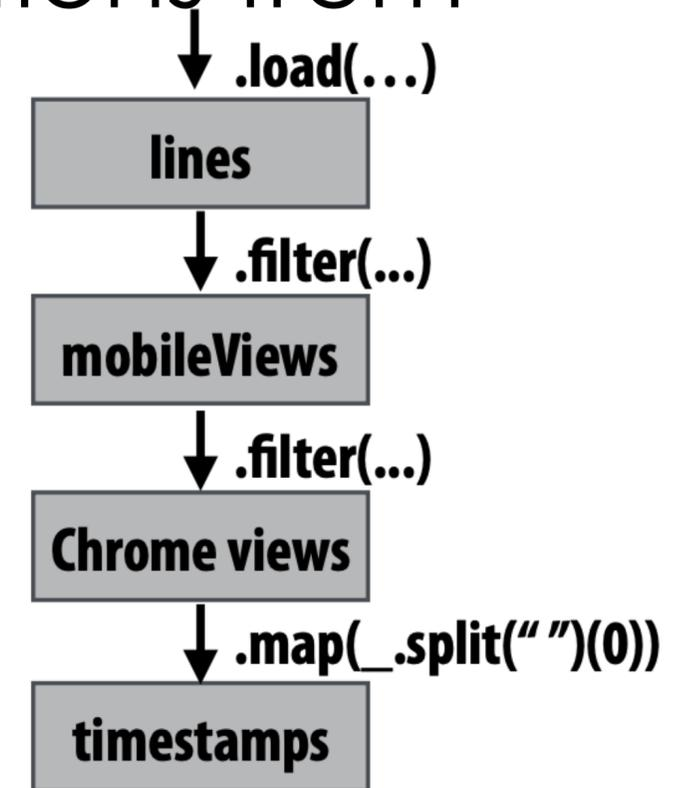 .load(...)
lines
.filter(...)
mobileViews
.filter(...)
Chrome views
.map(_.split(“ ”)(0))
timestamps